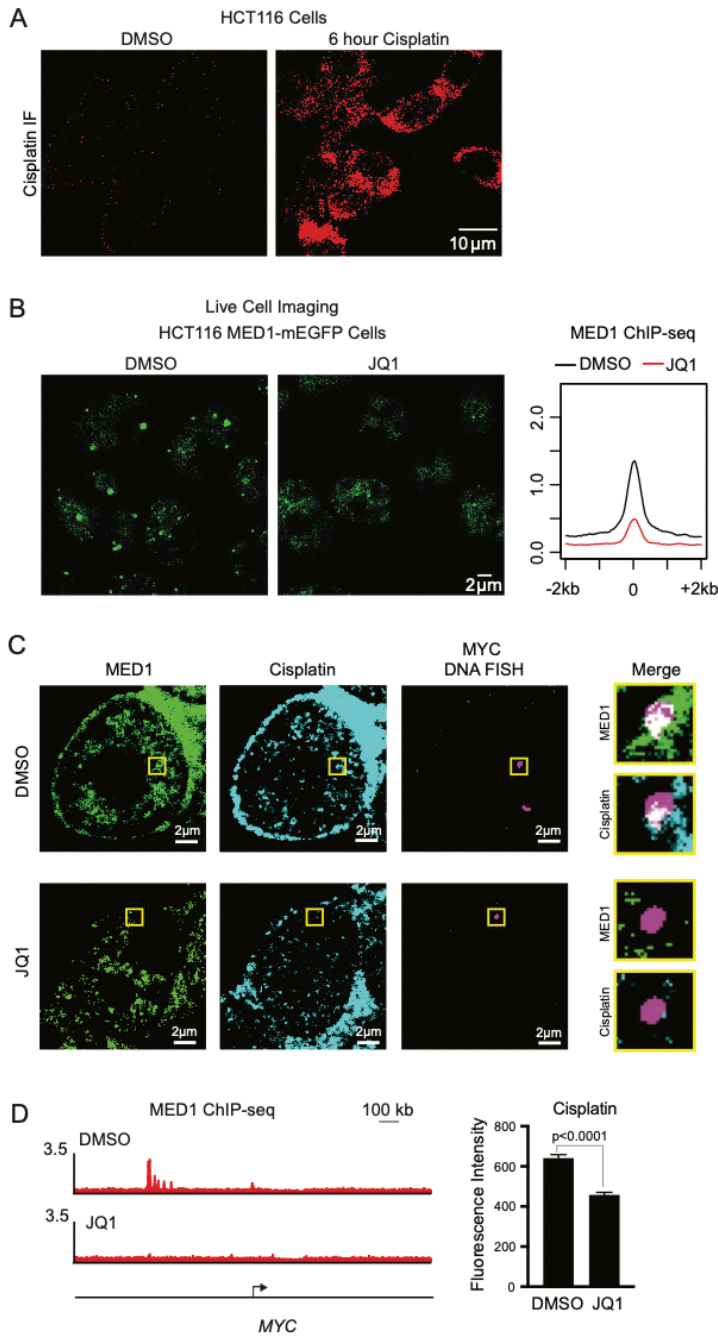 A
HCT116 Cells
DMSO
6 hour Cisplatin
Cisplatin IF
10 µm
B
Live Cell Imaging
HCT116 MED1-mEGFP Cells
DMSO
JQ1
2µm
MED1 ChIP-seq
DMSO JQ1
2.0
1.0
0.0
-2kb 0 +2kb
C
MED1
Cisplatin
MYC
DNA FISH
Merge
DMSO
2µm
2µm
2µm
MED1
Cisplatin
JQ1
2µm
2µm
2µm
MED1
Cisplatin
D
MED1 ChIP-seq
100 kb
DMSO
3.5
3.5
JQ1
MYC
Cisplatin
p<0.0001
Fluorescence Intensity
800
600
400
200
0
DMSO JQ1